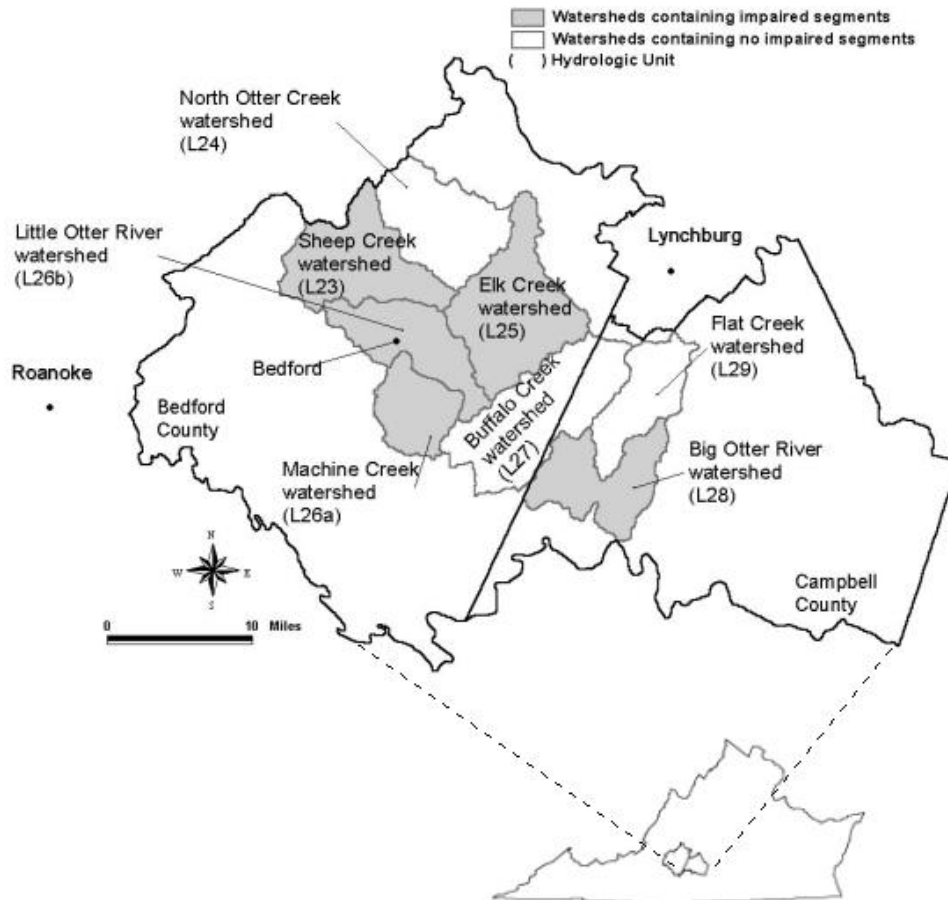 Watersheds containing impaired segments
Watersheds containing no impaired segments
( ) Hydrologic Unit
North Otter Creek
watershed
(L24)
Little Otter River
watershed
(L26b)
Sheep Creek
watershed
(L23)
Lynchburg
Elk Creek
watershed
(L25)
Flat Creek
watershed
(L29)
Roanoke
Bedford
Bedford
County
Buffalo Creek
watershed
(L27)
Machine Creek
watershed
(L26a)
Big Otter River
watershed
(L28)
N
W E
S
Campbell
County
0 10 Miles